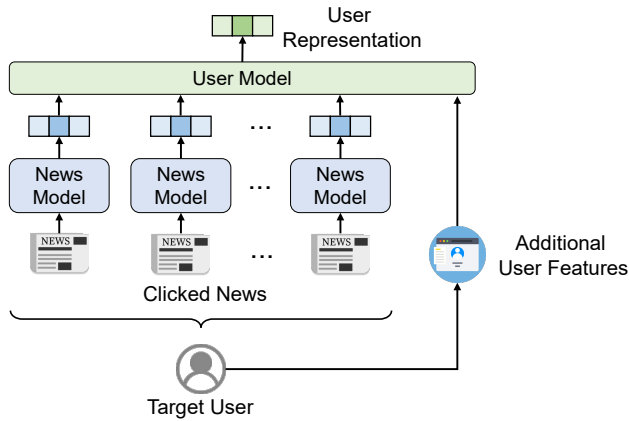 User
Representation
User Model
...
News
Model
News
Model
...
News
Model
NEWS
NEWS
...
NEWS
Clicked News
Additional
User Features
Target User